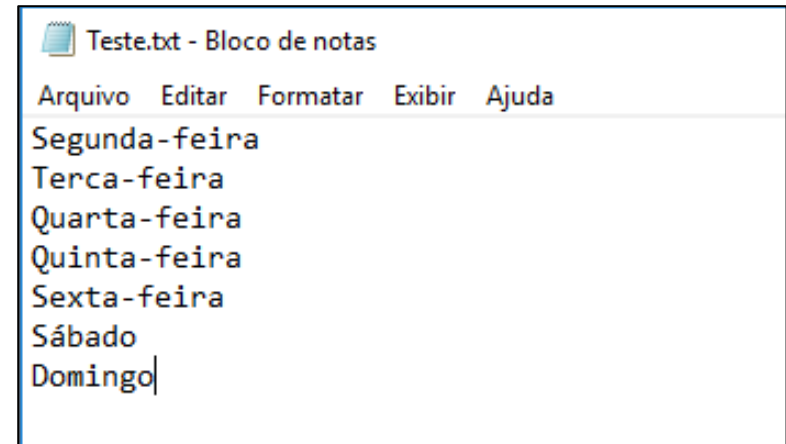 Teste.txt - Bloco de notas
Arquivo Editar Formatar Exibir Ajuda
Segunda-feira
Terca-feira
Quarta-feira
Quinta-feira
Sexta-feira
Sábado
Domingo